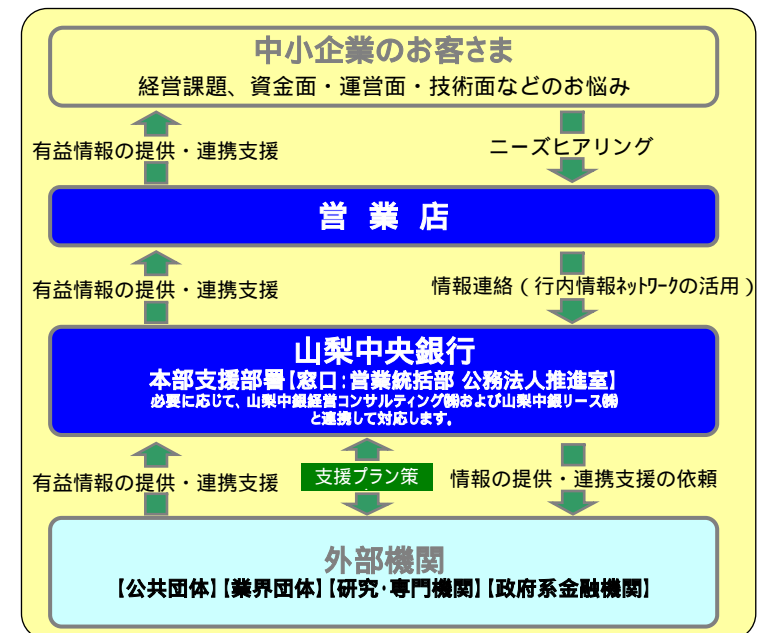 中小企業のお客さま
経営課題、資金面・運営面・技術面などのお悩み
有益情報の提供・連携支援
ニーズヒアリング
営業店
有益情報の提供・連携支援
情報連絡（行内情報ﾈｯﾄﾜｰｸの活用）
山梨中央銀行
本部支援部署【窓口：営業統括部 公務法人推進室】
必要に応じて、山梨中銀経営コンサルティング㈱および山梨中銀リース㈱
と連携して対応します。
有益情報の提供・連携支援
支援プラン策
情報の提供・連携支援の依頼
外部機関
【公共団体】【業界団体】【研究・専門機関】【政府系金融機関】